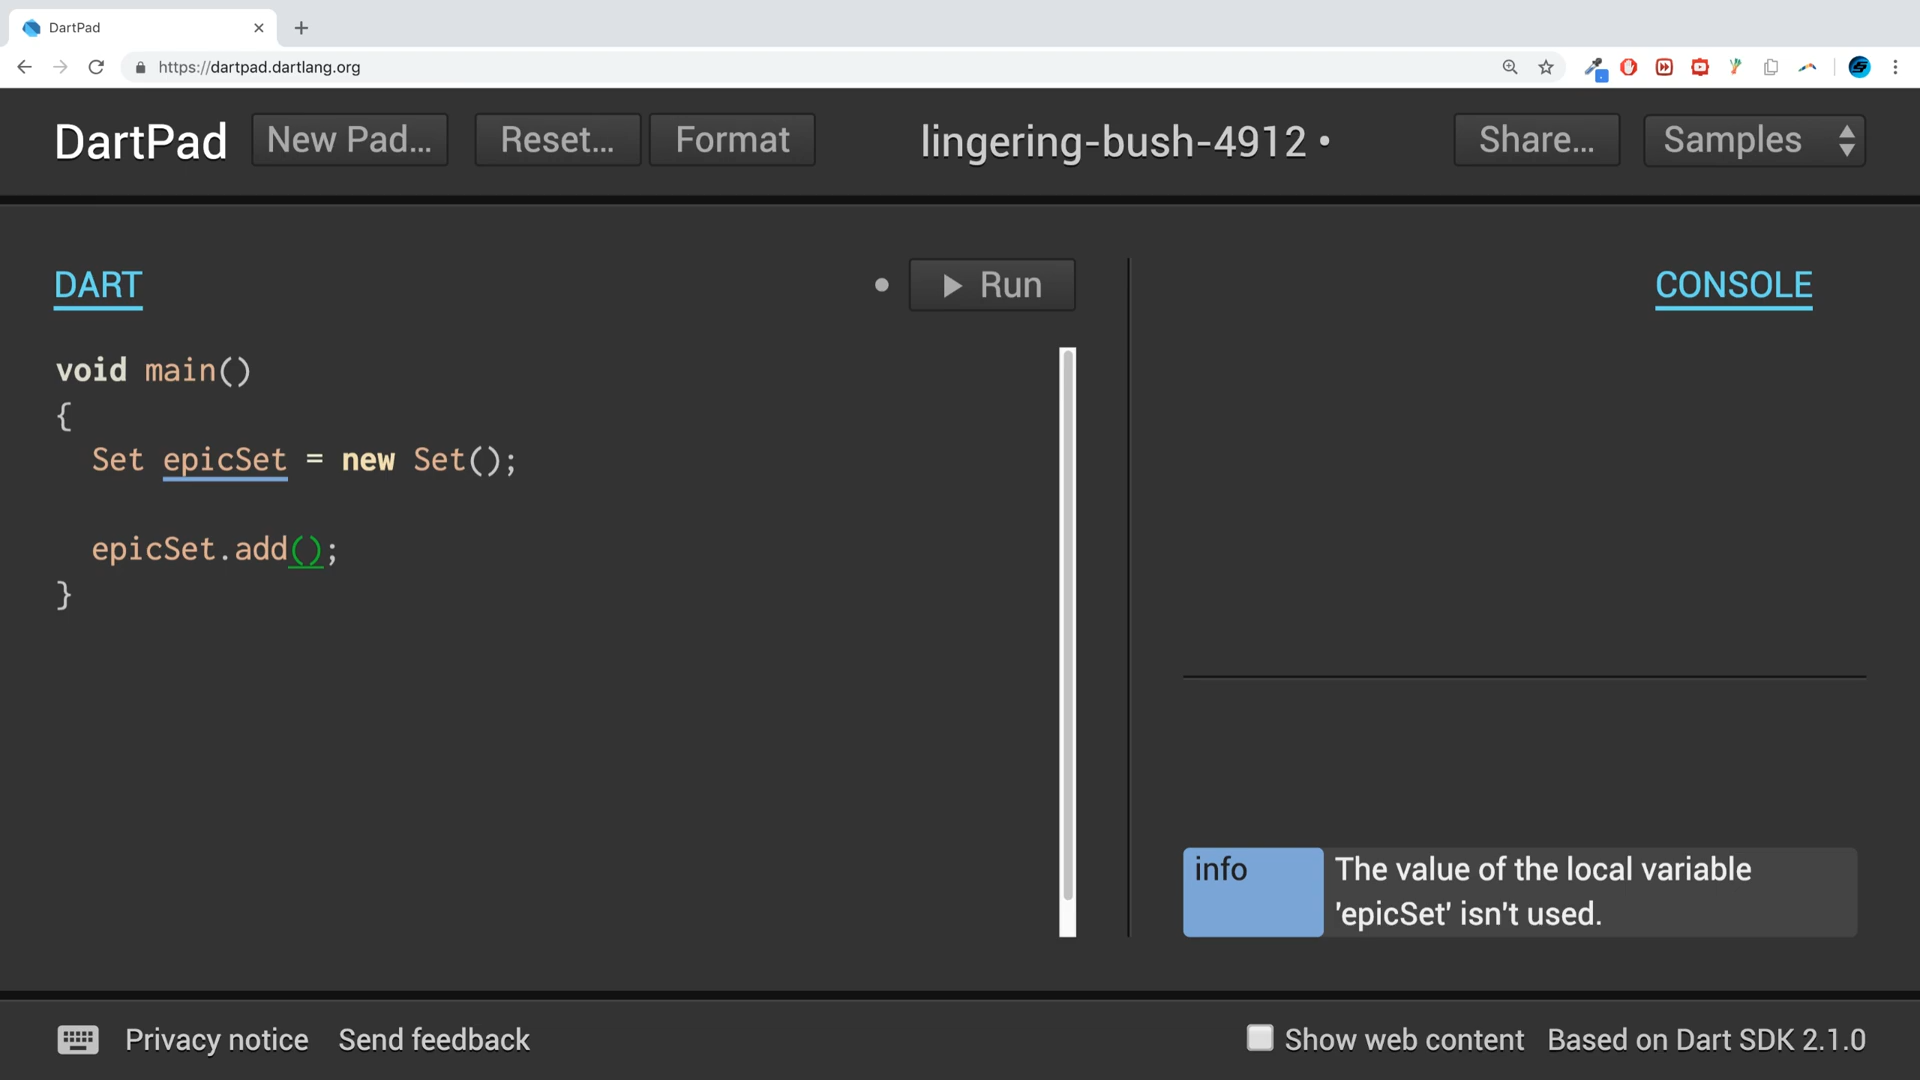 DartPad
https://dartpad.dartlang.org
DartPad
New Pad...
Reset...
Format
lingering-bush-4912 •
Share...
Samples
DART
Run
CONSOLE
void main()
{
Set epicSet = new Set();
epicSet.add();
}
info
The value of the local variable
'epicSet' isn't used.
Privacy notice
Send feedback
Show web content
Based on Dart SDK 2.1.0